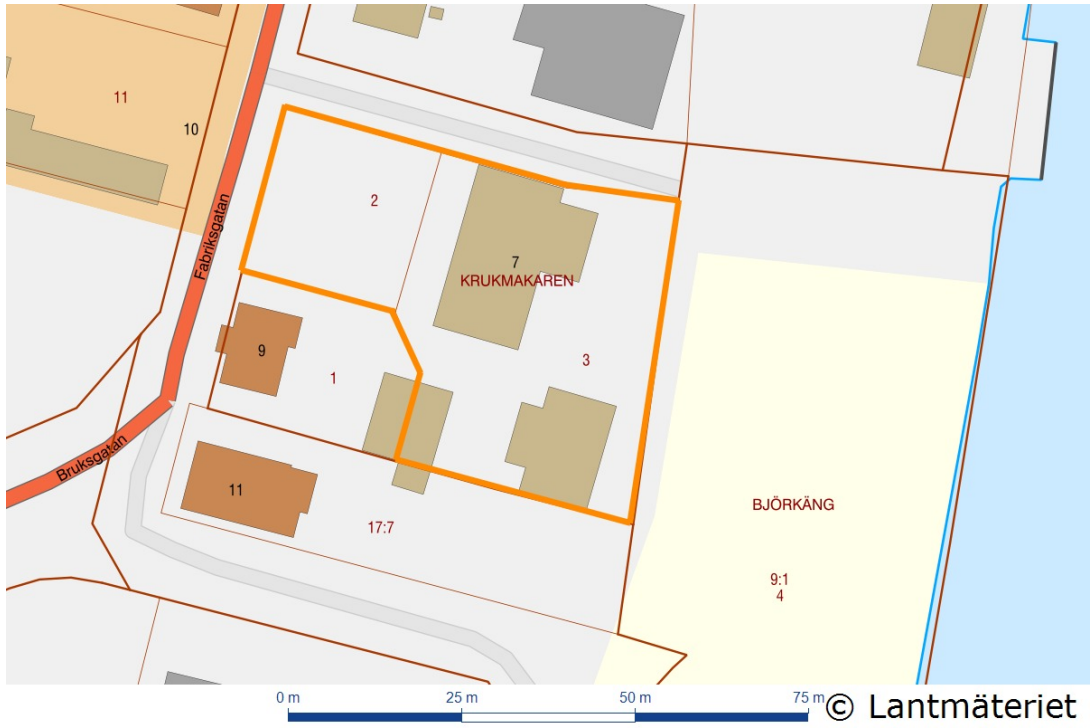 11
10
Fabriksgatan
2
7
KRUKMAKAREN
9
1
3
Bruksgatan
11
17:7
BJÖRKÄNG
9:1
4
0 m 25 m 50 m 75 m
© Lantmäteriet